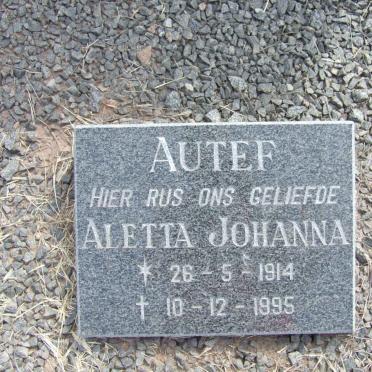 AUTEF
HIER RUS ONS GELIEFDE
ALETTA JOHANNA
* 26 - 5 - 1914
† 10 - 12 - 1995